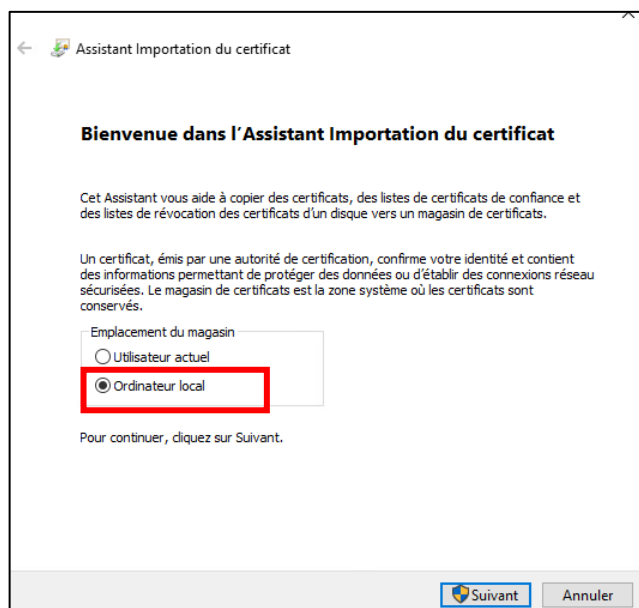 Assistant Importation du certificat
Bienvenue dans l'Assistant Importation du certificat
Cet Assistant vous aide à copier des certificats, des listes de certificats de confiance et
des listes de révocation des certificats d'un disque vers un magasin de certificats.
Un certificat, émis par une autorité de certification, confirme votre identité et contient
des informations permettant de protéger des données ou d'établir des connexions réseau
sécurisées. Le magasin de certificats est la zone système où les certificats sont
conservés.
Emplacement du magasin
Utilisateur actuel
Ordinateur local
Pour continuer, cliquez sur Suivant.
Suivant Annuler